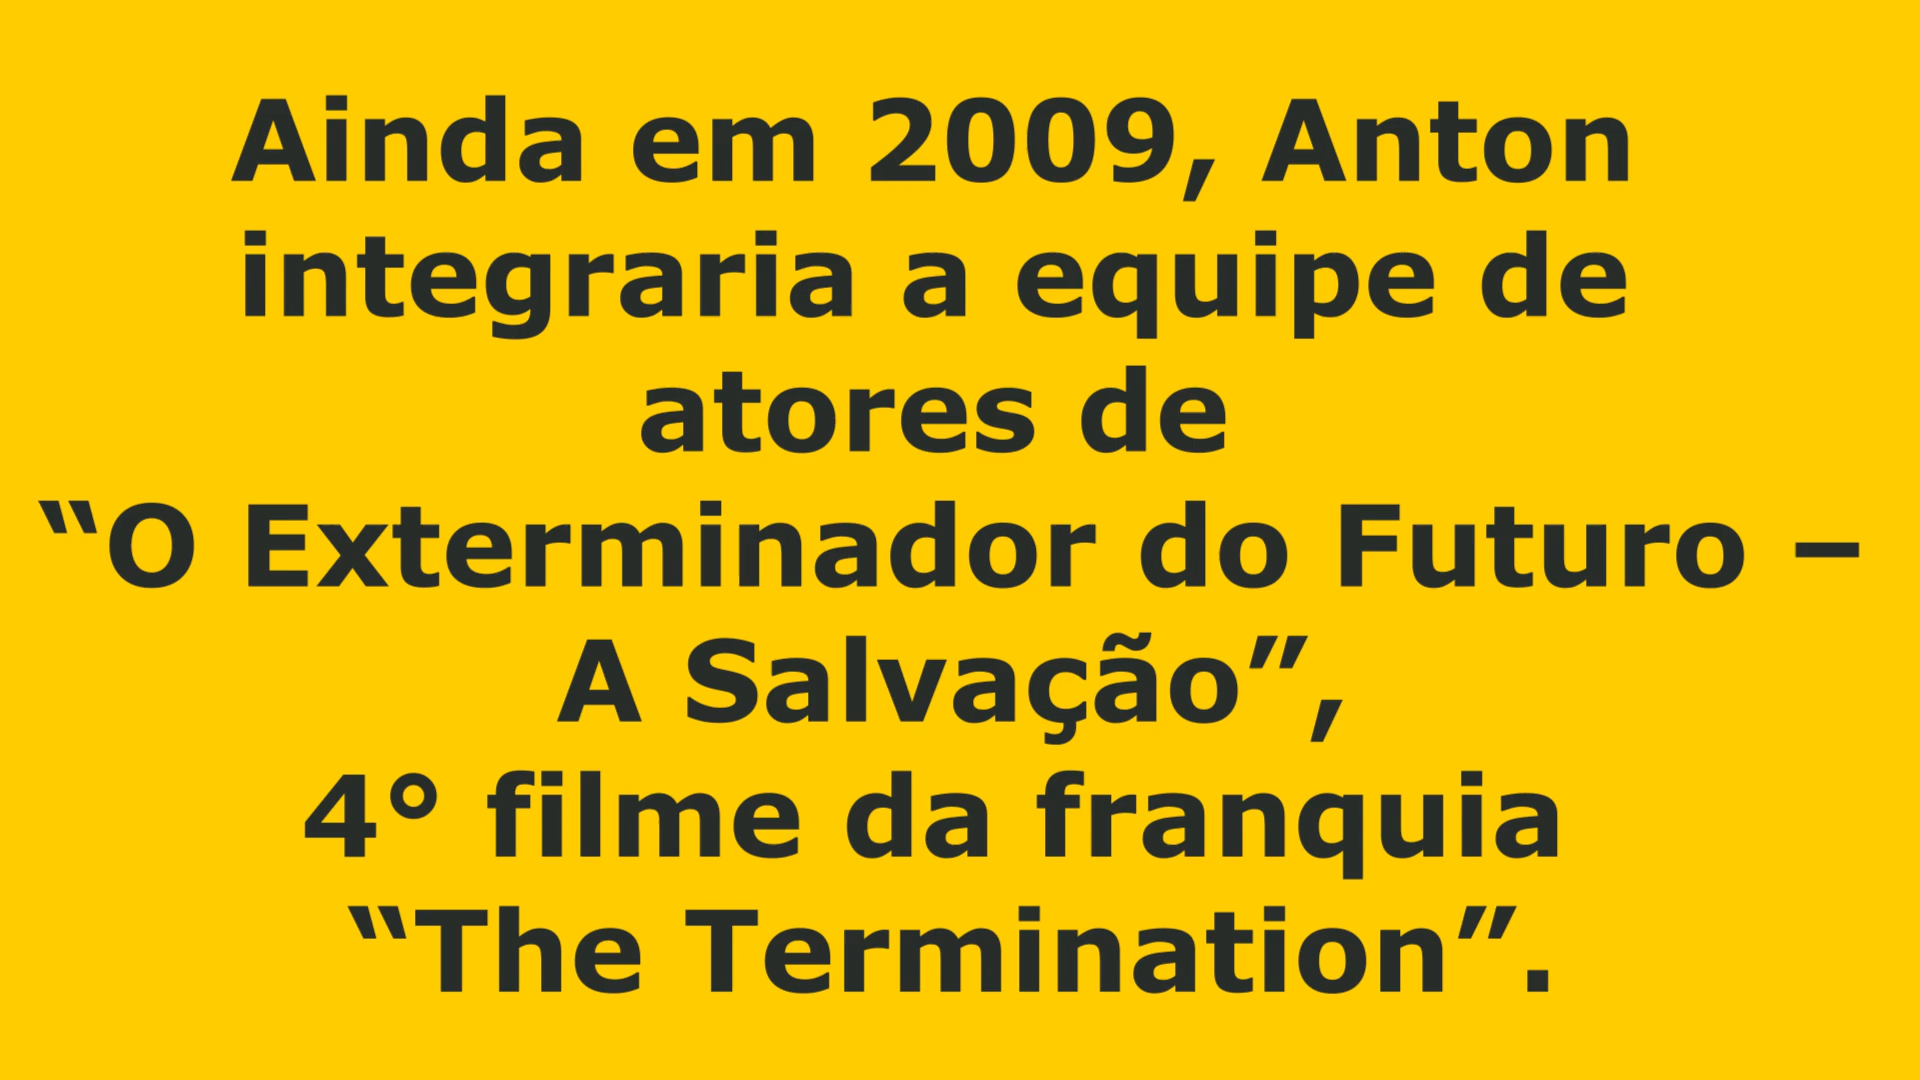 Ainda em 2009, Anton
integraria a equipe de
atores de
“O Exterminador do Futuro –
A Salvação”,
4° filme da franquia
“The Termination”.